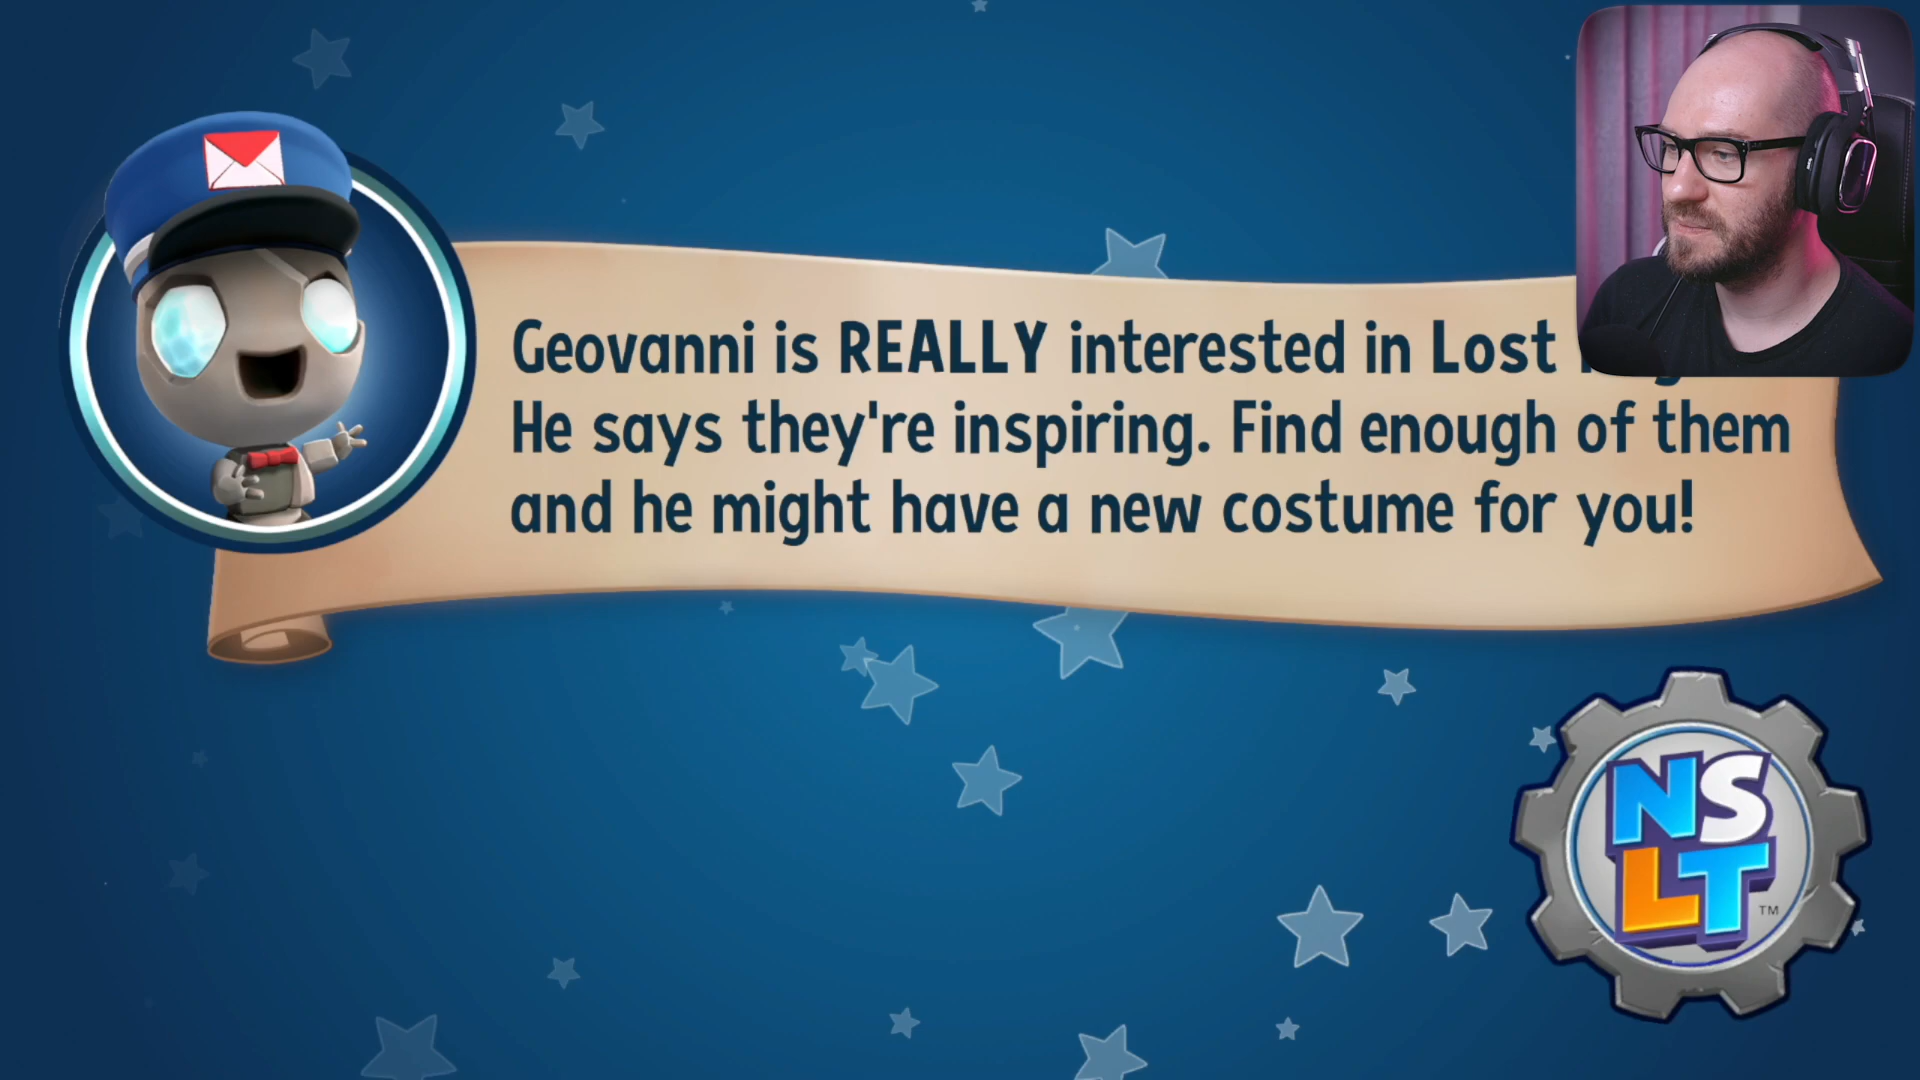 Geovanni is REALLY interested in Lost
He says they're inspiring. Find enough of them
and he might have a new costume for you!
NS
LT
TM